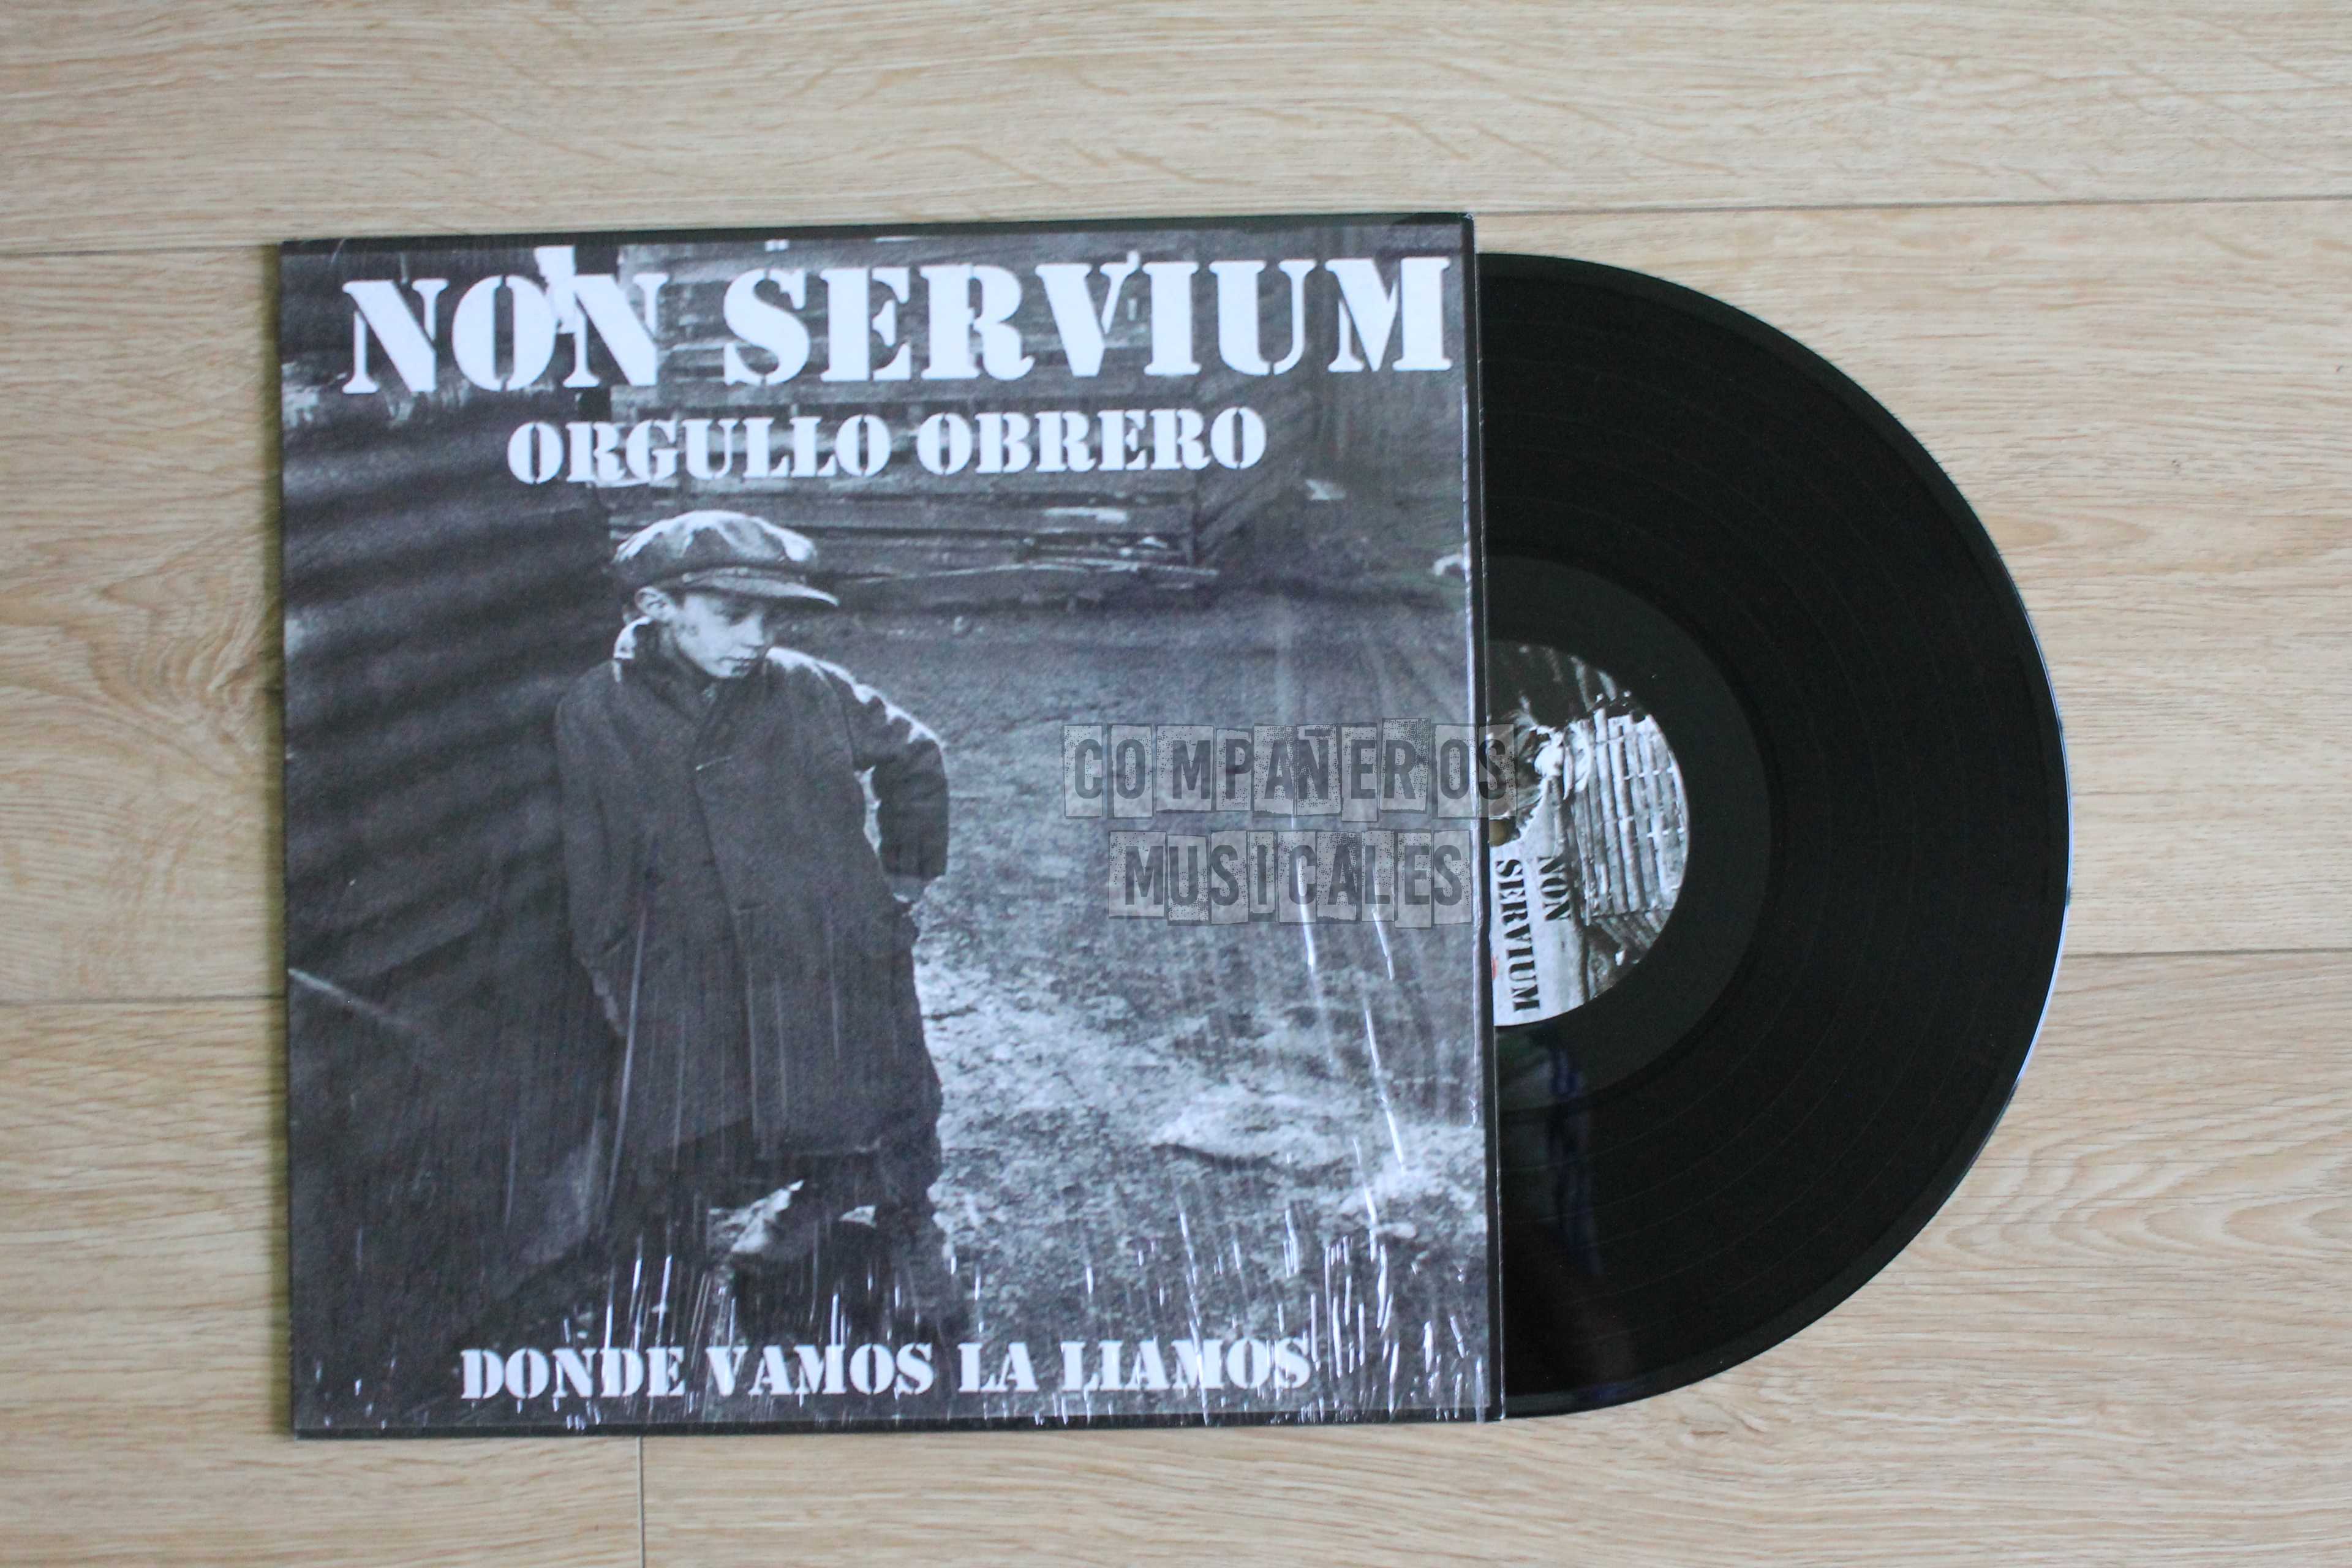 NON SERVIUM
ORGULLO OBRERO
COMPAÑEROS
MUSICALES
NON
SERVIUM
DONDE VAMOS LA LIAMOS